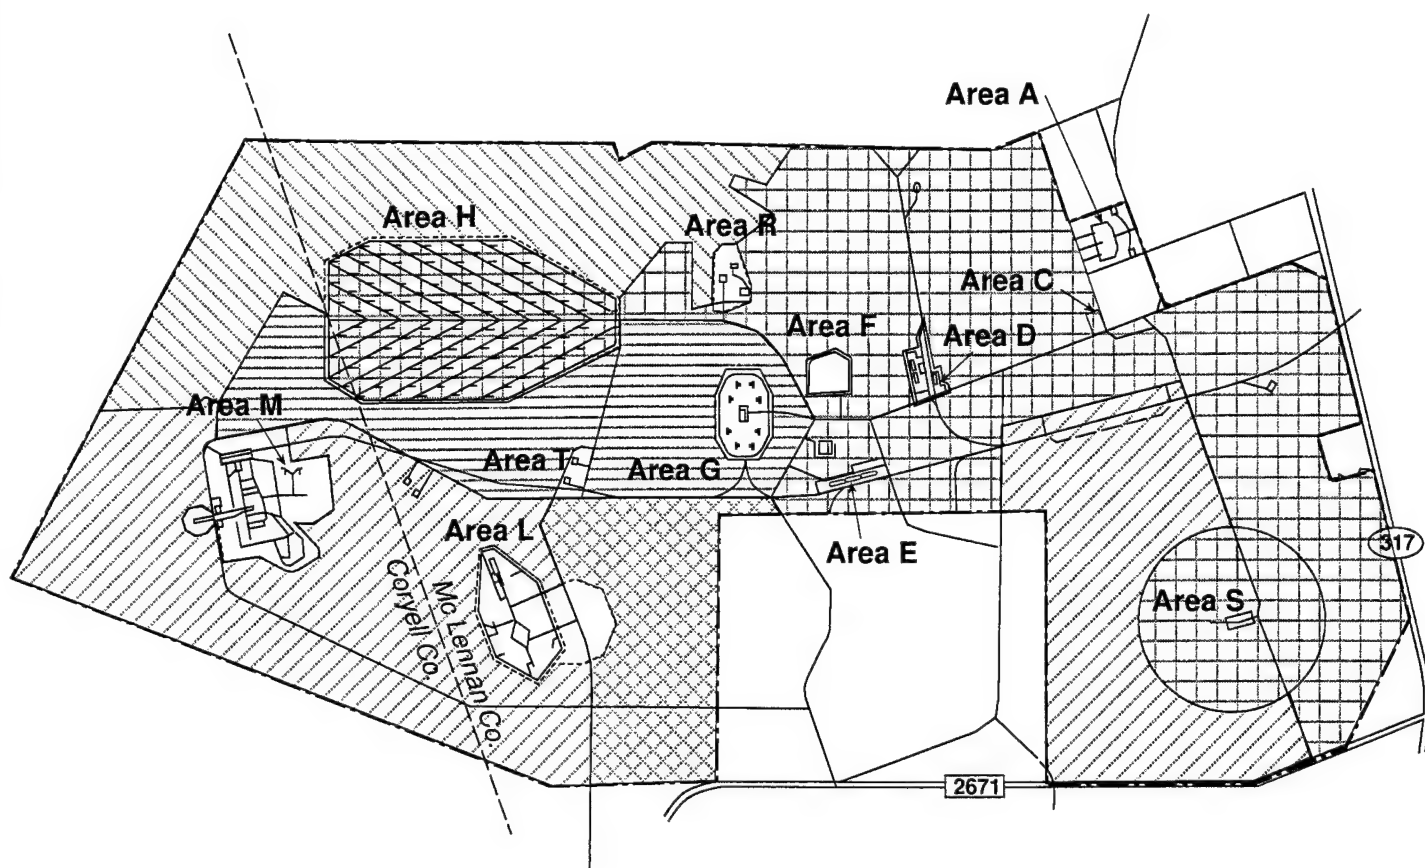 Area A
Area H
Area R
Area C
Area F
Area D
Area M
Area T
Area G
Area L
Area E
317
Coryell Co.
Mc Lennan Co.
Area S
2671